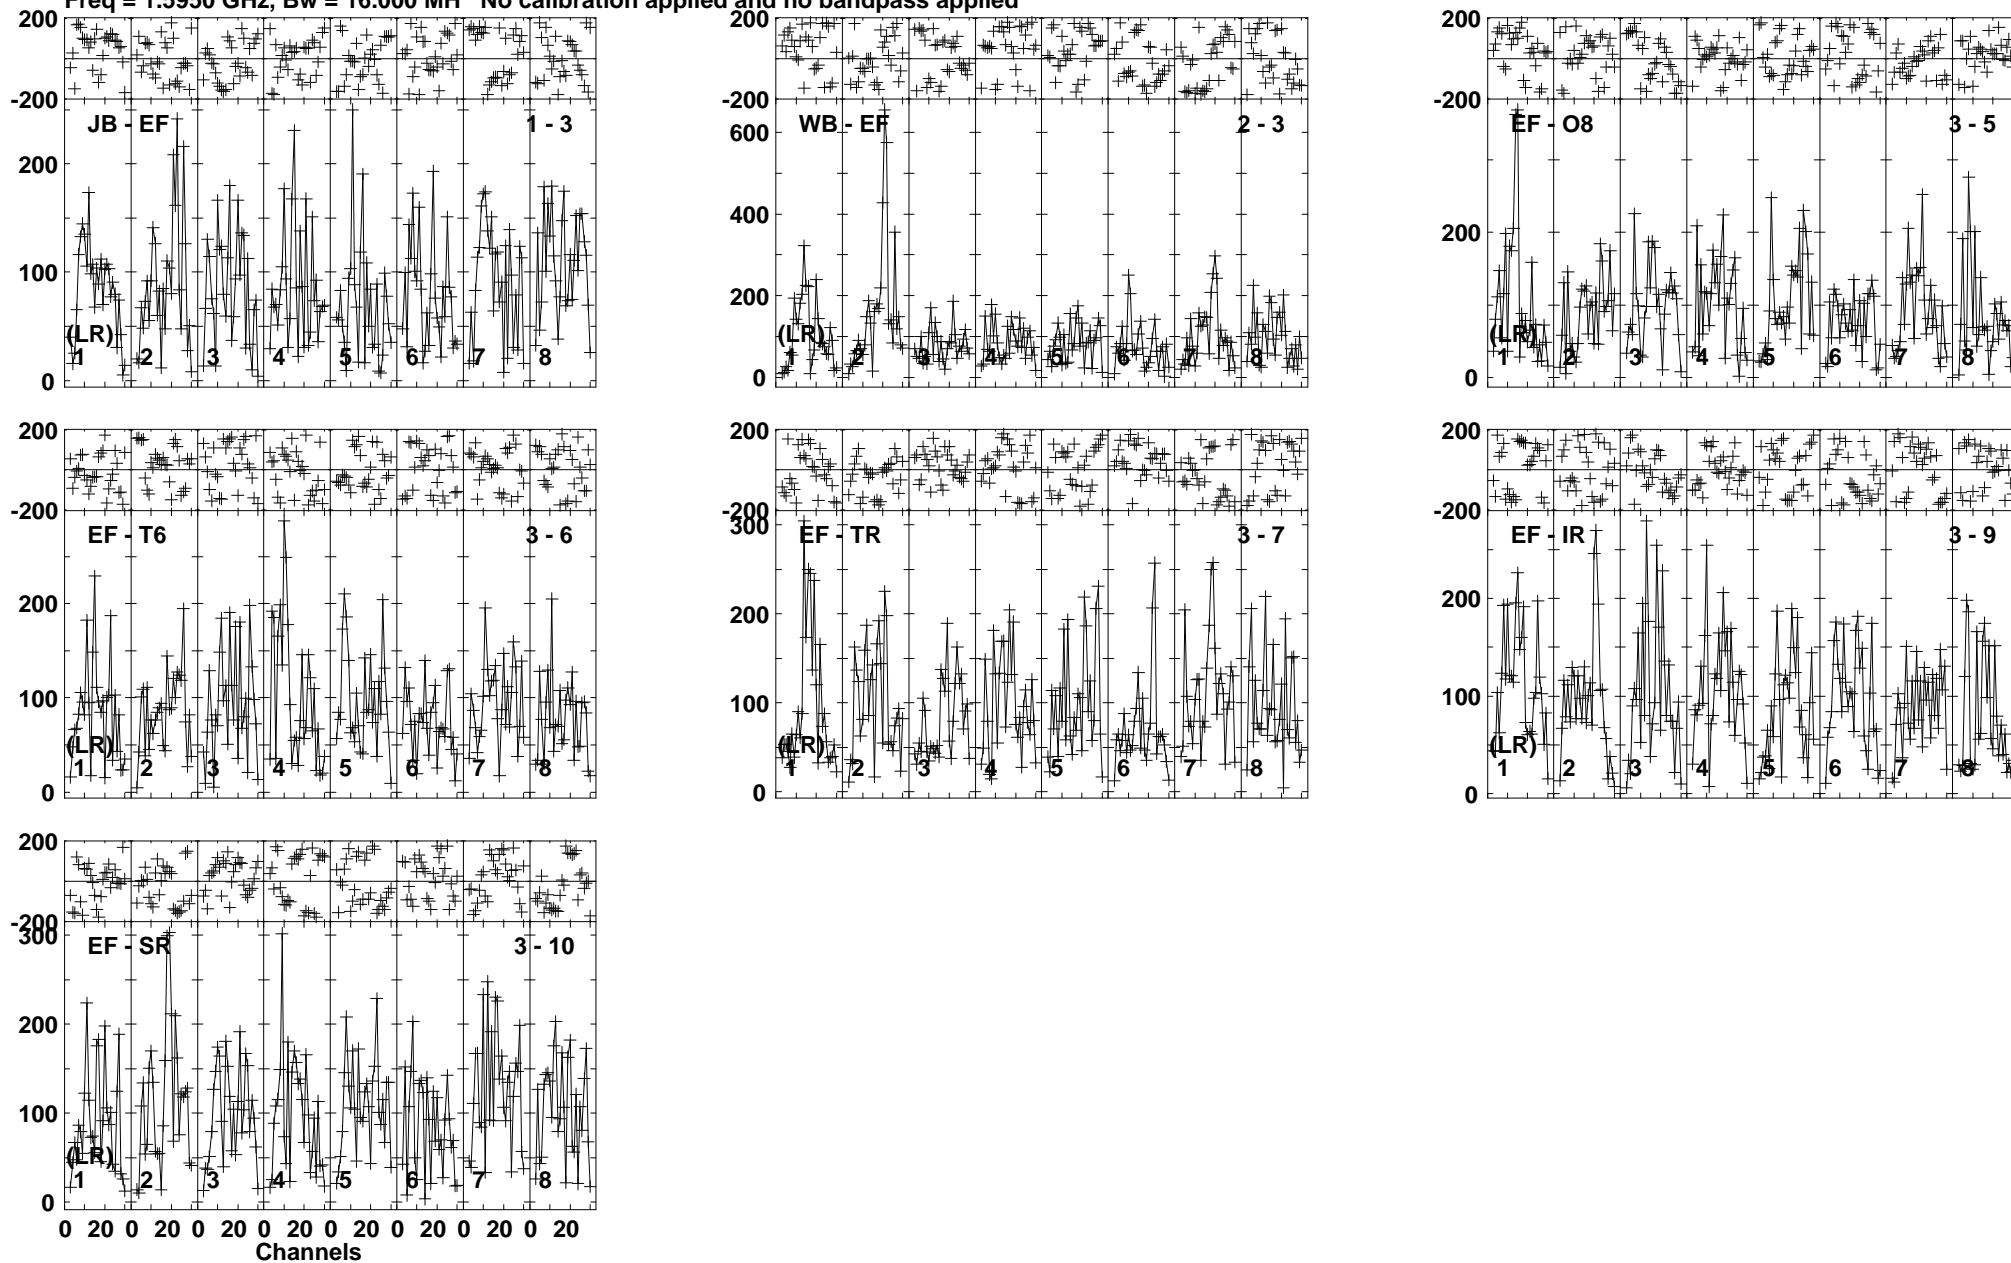 Freq = 1.5950 GHz, Bw = 16.000 MH No calibration applied and no bandpass applied
200
-200
JB - EF 1 - 3
200
100
0
(LR)
1 2 3 4 5 6 7 8
200
-200
WB - EF 2 - 3
600
400
200
0
(LR)
1 2 3 4 5 6 7 8
200
-200
EF - O8 3 - 5
200
0
(LR)
1 2 3 4 5 6 7 8
200
-200
EF - T6 3 - 6
200
100
0
(LR)
1 2 3 4 5 6 7 8
200
-200
EF - TR 3 - 7
300
200
100
0
(LR)
1 2 3 4 5 6 7 8
200
-200
EF - IR 3 - 9
200
100
0
(LR)
1 2 3 4 5 6 7 8
200
-200
EF - SR 3 - 10
300
200
100
0
(LR)
1 2 3 4 5 6 7 8
0 20 0 20 0 20 0 20 0 20 0 20 0 20 0 20
Channels